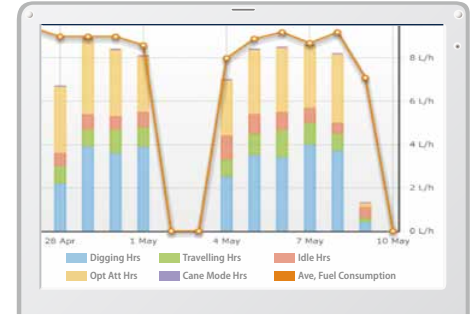 8 L/h
6 L/h
4 L/h
2 L/h
0 L/h
28 Apr 1 May 4 May 7 May 10 May
Digging Hrs Travelling Hrs Idle Hrs
Opt Att Hrs Cane Mode Hrs Ave, Fuel Consumption